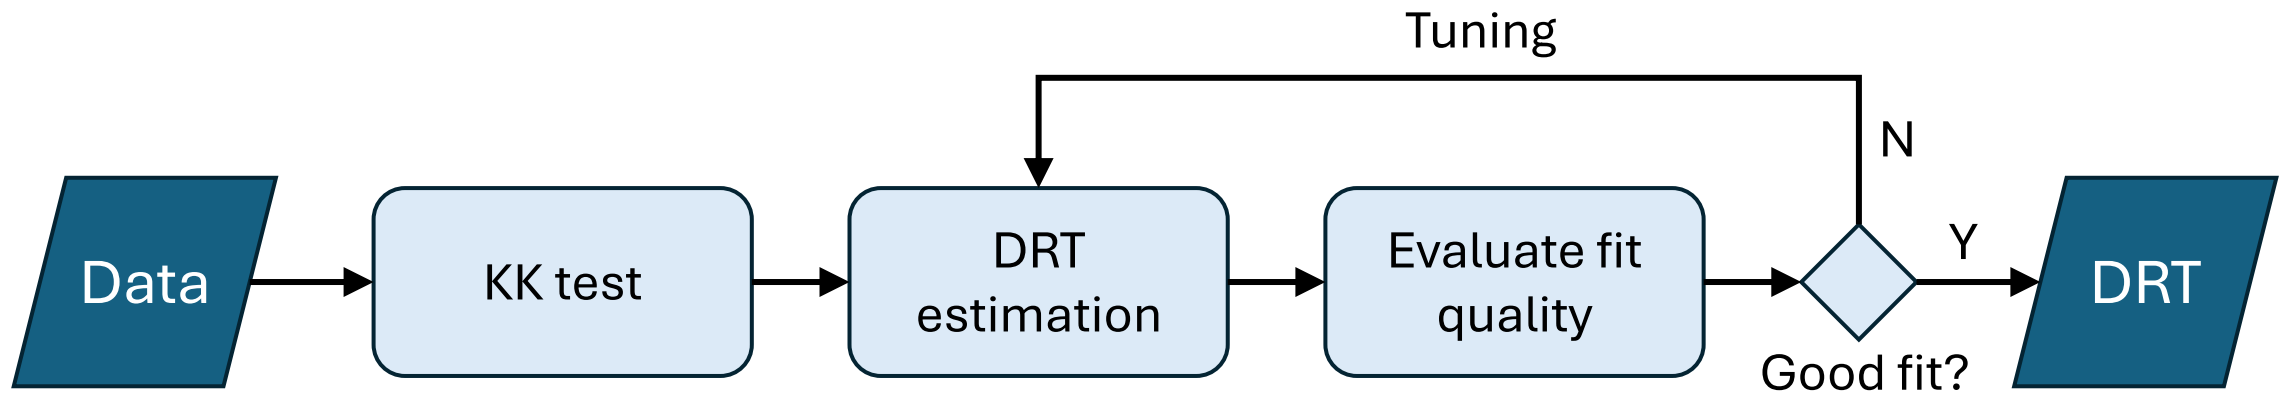 Tuning
N
Data
KK test
DRT
estimation
Evaluate fit
quality
Y
DRT
Good fit?